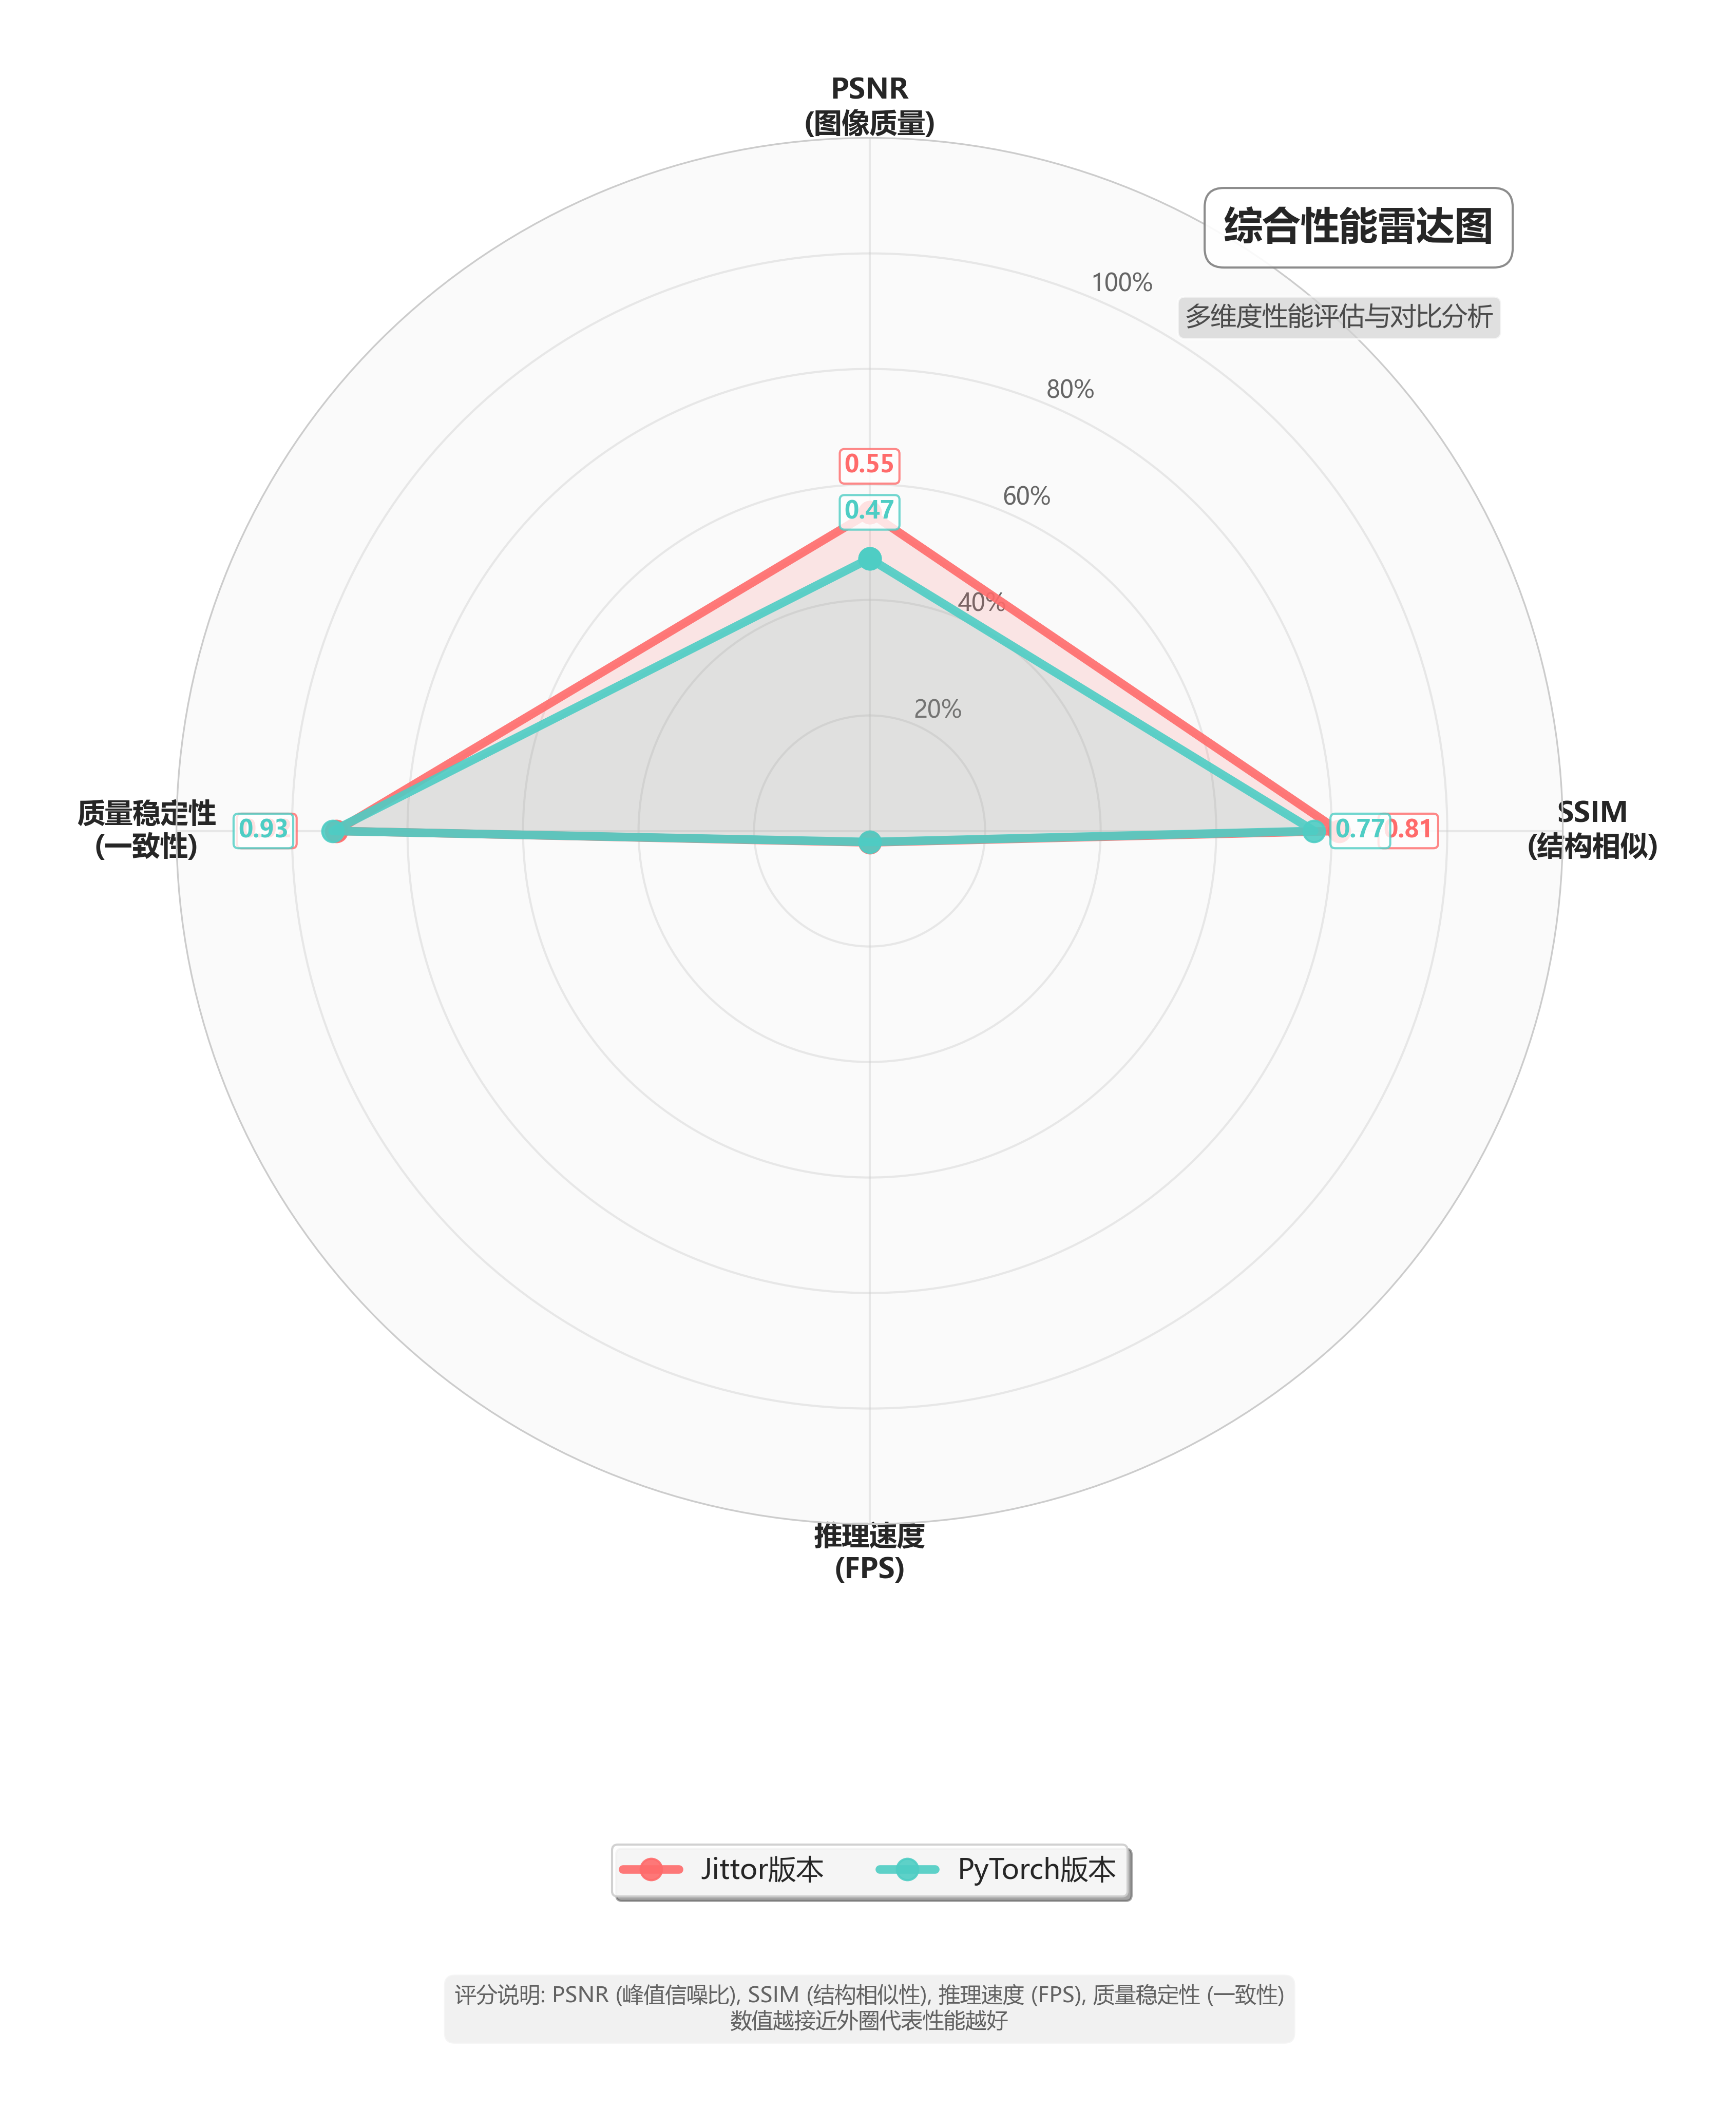 PSNR
(图像质量)
综合性能雷达图
多维度性能评估与对比分析
100%
80%
60%
40%
20%
0.55
0.47
质量稳定性
(一致性)
0.93
0.77
0.81
SSIM
(结构相似)
推理速度
(FPS)
Jittor版本
PyTorch版本
评分说明: PSNR (峰值信噪比), SSIM (结构相似性), 推理速度 (FPS), 质量稳定性 (一致性)
数值越接近外圈代表性能越好